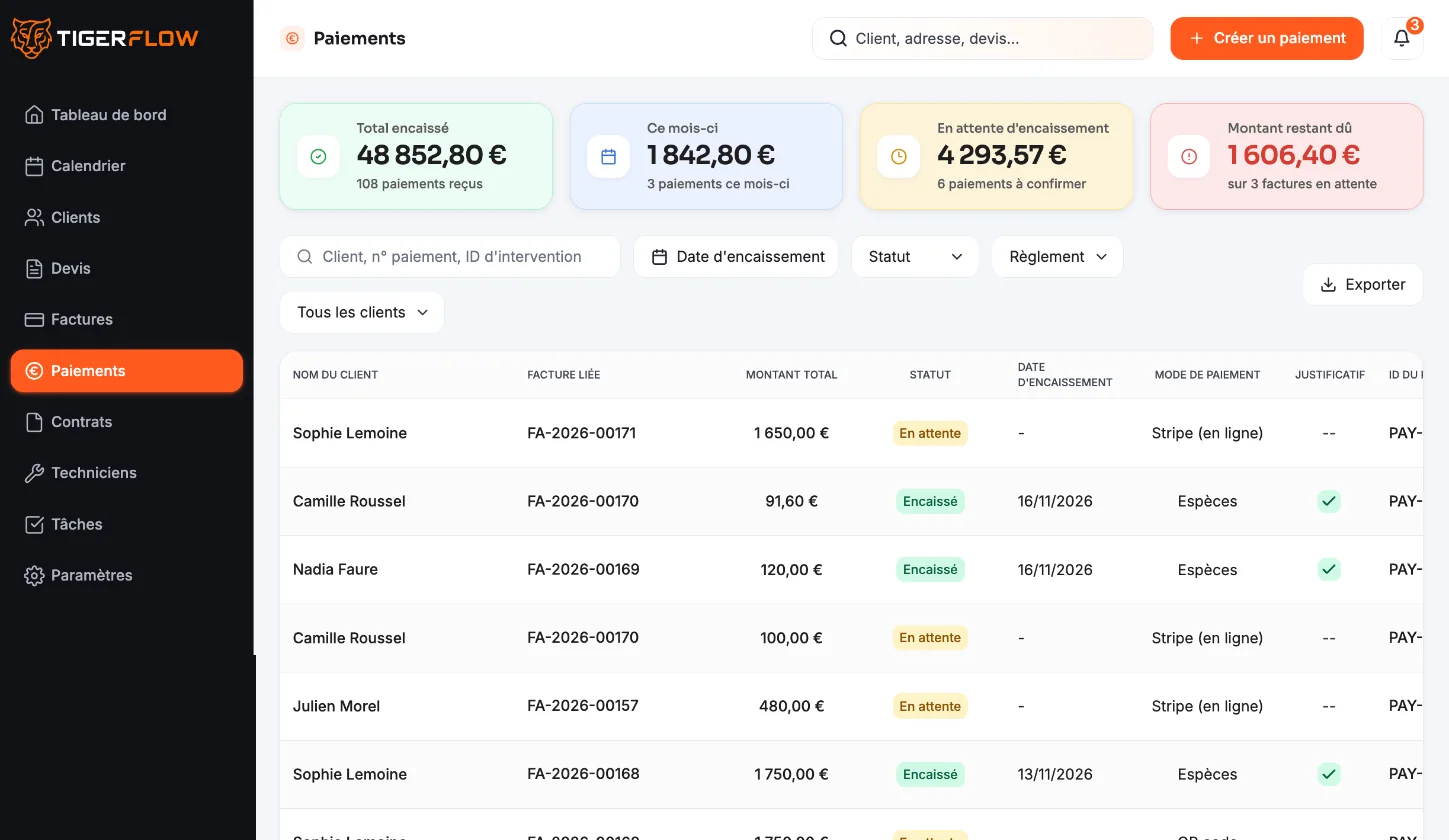 TIGERFLOW
Tableau de bord
Calendrier
Clients
Devis
Factures
Paiements
Contrats
Techniciens
Tâches
Paramètres
Paiements
Client, adresse, devis...
+ Créer un paiement
3
Total encaissé
48 852,80 €
108 paiements reçus
Ce mois-ci
1 842,80 €
3 paiements ce mois-ci
En attente d'encaissement
4 293,57 €
6 paiements à confirmer
Montant restant dû
1 606,40 €
sur 3 factures en attente
Client, n° paiement, ID d'intervention
Date d'encaissement
Statut
Règlement
Exporter
Tous les clients
NOM DU CLIENT FACTURE LIÉE MONTANT TOTAL STATUT DATE D'ENCAISSEMENT MODE DE PAIEMENT JUSTIFICATIF ID DU
Sophie Lemoine FA-2026-00171 1 650,00 € En attente - Stripe (en ligne) -- PAY-
Camille Roussel FA-2026-00170 91,60 € Encaissé 16/11/2026 Espèces PAY-
Nadia Faure FA-2026-00169 120,00 € Encaissé 16/11/2026 Espèces PAY-
Camille Roussel FA-2026-00170 100,00 € En attente - Stripe (en ligne) -- PAY-
Julien Morel FA-2026-00157 480,00 € En attente - Stripe (en ligne) -- PAY-
Sophie Lemoine FA-2026-00168 1 750,00 € Encaissé 13/11/2026 Espèces PAY-